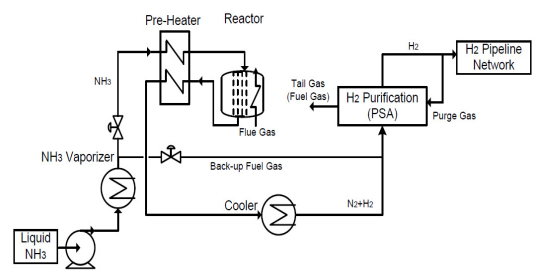 Pre-Heater
Reactor
H2
H2 Pipeline
Network
NH3
Tail Gas
(Fuel Gas)
H2 Purification
(PSA)
Purge Gas
Flue Gas
NH3 Vaporizer
Back-up Fuel Gas
Cooler
N2+H2
Liquid
NH3